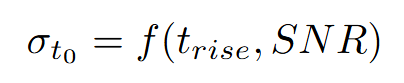 σ_{t_0} = f(t_{rise}, SNR)